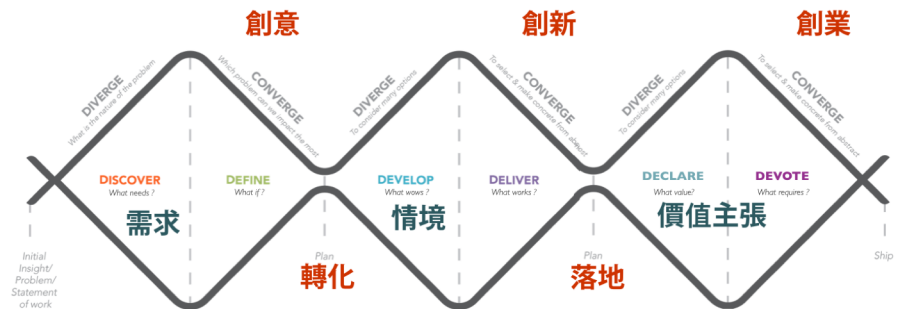 創意
創新
創業
DIVERGE
What is the nature of the problem
CONVERGE
Which problem can we impact the most
DIVERGE
To consider many options
CONVERGE
To select & make concrete from abstract
DIVERGE
To consider many options
CONVERGE
To select & make concrete from abstract
DISCOVER
What needs ?
DEFINE
What if ?
DEVELOP
What wows ?
DELIVER
What works ?
DECLARE
What value?
DEVOTE
What requires ?
需求
情境
價值主張
Initial
Insight/
Problem/
Statement
of work
Plan
轉化
Plan
落地
Ship